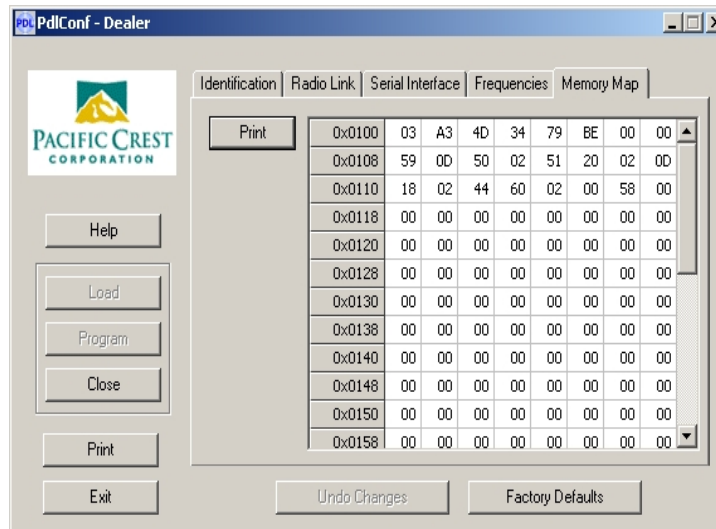 PDL PdlConf - Dealer
Identification Radio Link Serial Interface Frequencies Memory Map
PACIFIC CREST
CORPORATION
Print
0x0100 03 A3 4D 34 79 BE 00 00
0x0108 59 0D 50 02 51 20 02 0D
0x0110 18 02 44 60 02 00 58 00
0x0118 00 00 00 00 00 00 00 00
0x0120 00 00 00 00 00 00 00 00
0x0128 00 00 00 00 00 00 00 00
0x0130 00 00 00 00 00 00 00 00
0x0138 00 00 00 00 00 00 00 00
0x0140 00 00 00 00 00 00 00 00
0x0148 00 00 00 00 00 00 00 00
0x0150 00 00 00 00 00 00 00 00
0x0158 00 00 00 00 00 00 00 00
Help
Load
Program
Close
Print
Exit
Undo Changes
Factory Defaults